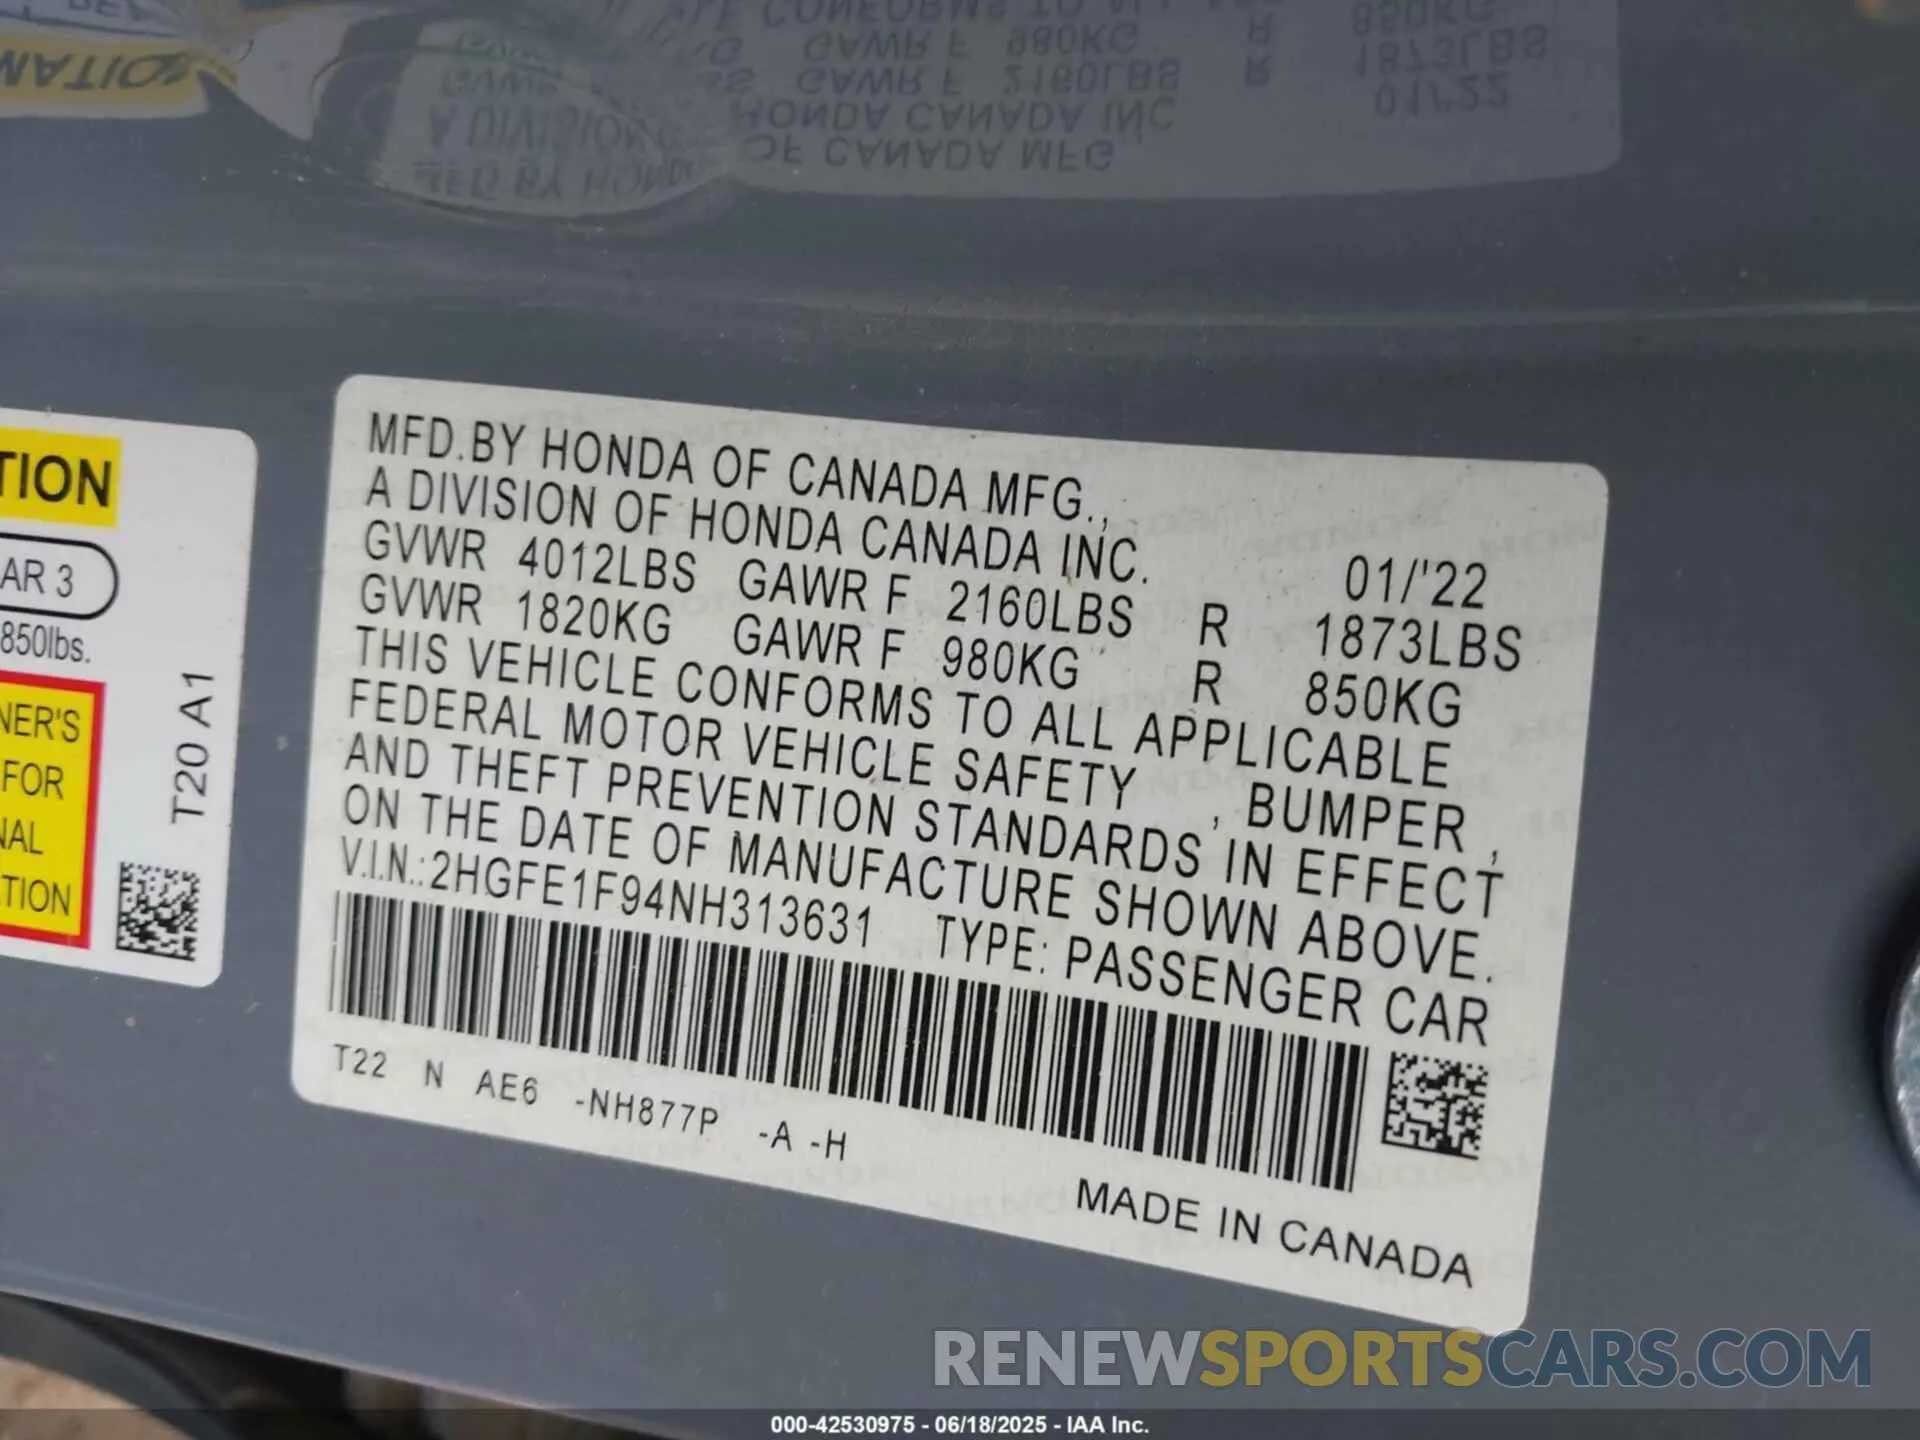 MFD.BY HONDA OF CANADA MFG.,
A DIVISION OF HONDA CANADA INC.
01/'22
GVWR 4012LBS GAWR F 2160LBS R 1873LBS
GVWR 1820KG GAWR F 980KG R 850KG
THIS VEHICLE CONFORMS TO ALL APPLICABLE
FEDERAL MOTOR VEHICLE SAFETY , BUMPER ,
AND THEFT PREVENTION STANDARDS IN EFFECT
ON THE DATE OF MANUFACTURE SHOWN ABOVE.
V.I.N.:2HGFE1F94NH313631 TYPE: PASSENGER CAR
T22 N AE6 -NH877P -A -H
MADE IN CANADA
TION
AR 3
850lbs.
NER'S
FOR
NAL
TION
T20 A1
RENEWSPORTSCARS.COM
000-42530975 - 06/18/2025 - IAA Inc.